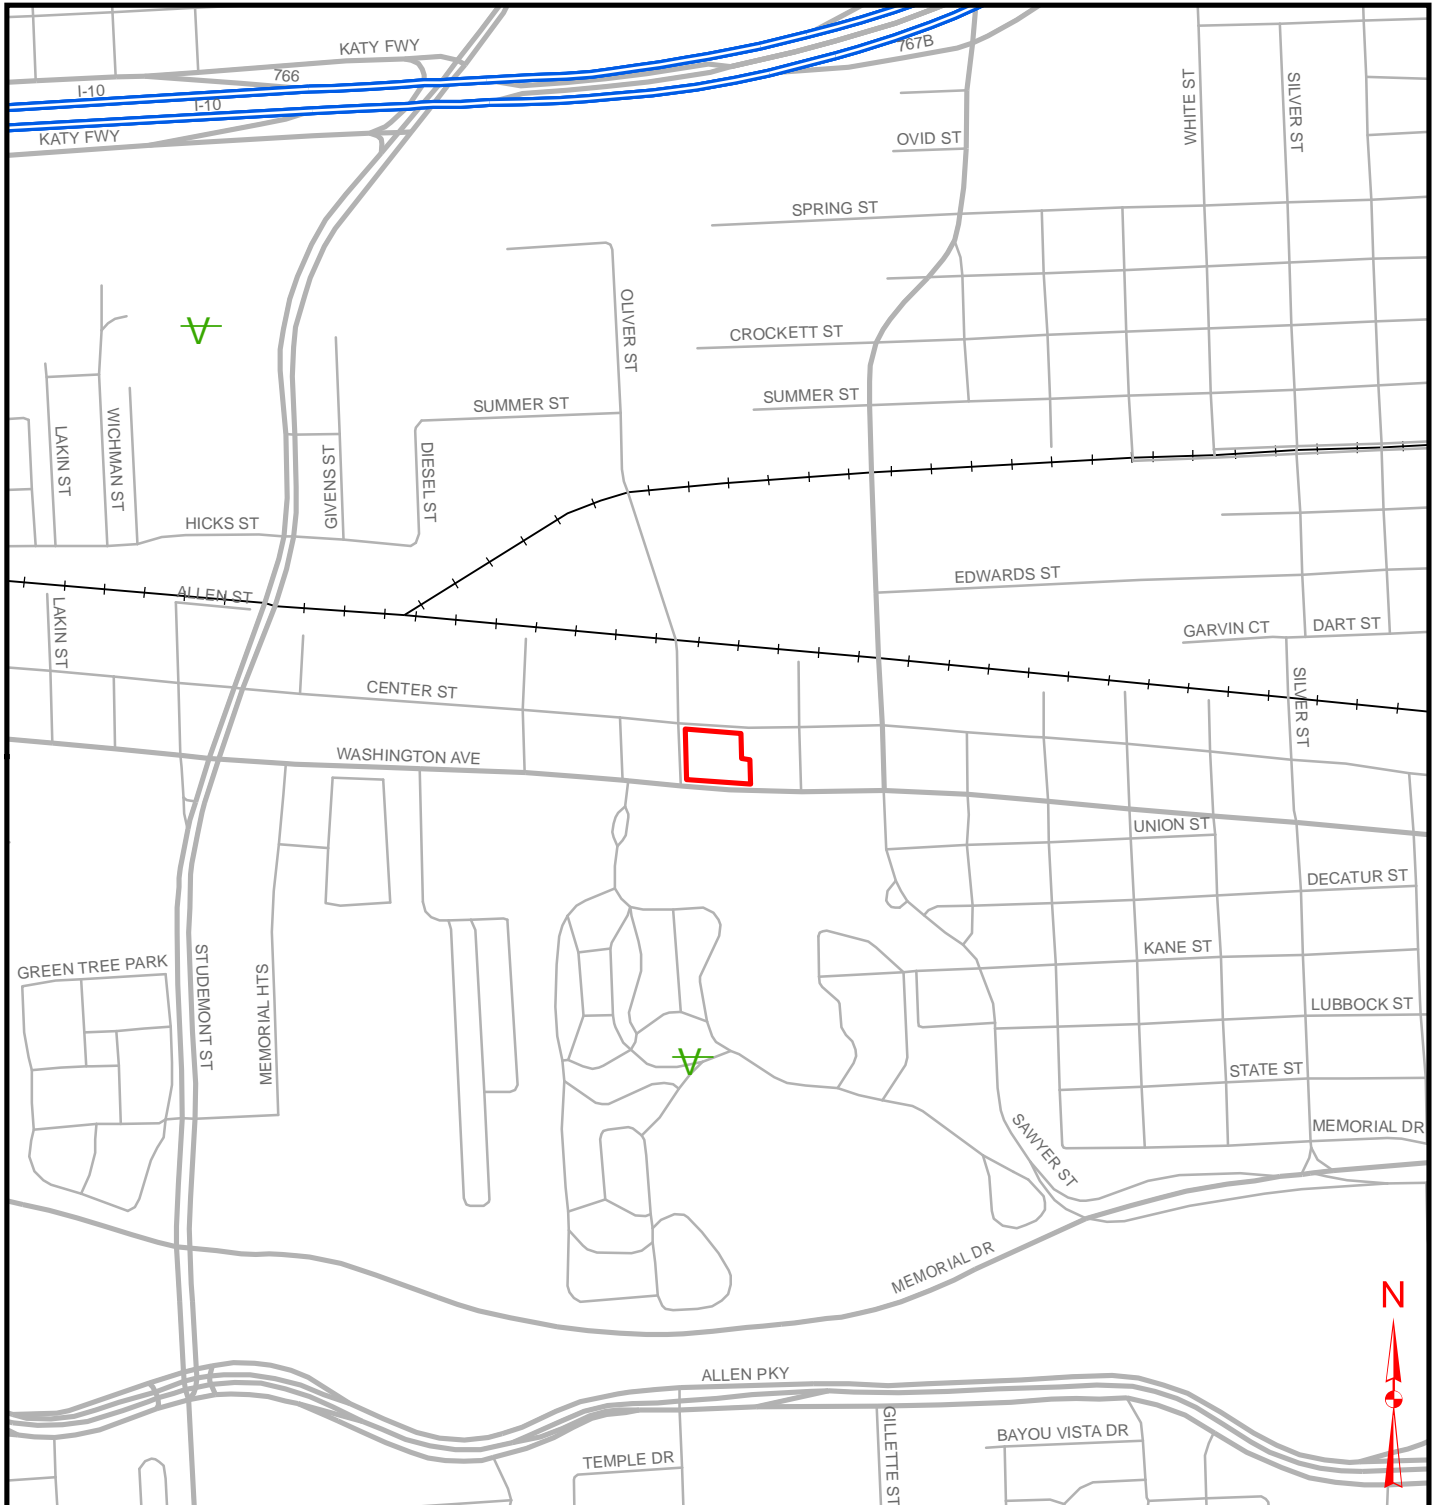 KATY FWY
767B
766
I-10
I-10
KATY FWY
WHITE ST
SILVER ST
OVID ST
SPRING ST
OLIVER ST
CROCKETT ST
SUMMER ST
SUMMER ST
LAKIN ST
WICHMAN ST
GIVENS ST
DIESEL ST
HICKS ST
EDWARDS ST
ALLEN ST
LAKIN ST
GARVIN CT
DART ST
CENTER ST
SILVER ST
WASHINGTON AVE
UNION ST
DECATUR ST
KANE ST
GREEN TREE PARK
STUDEMONT ST
MEMORIAL HTS
LUBBOCK ST
STATE ST
SAWYER ST
MEMORIAL DR
MEMORIAL DR
N
ALLEN PKY
GILLETTE ST
BAYOU VISTA DR
TEMPLE DR